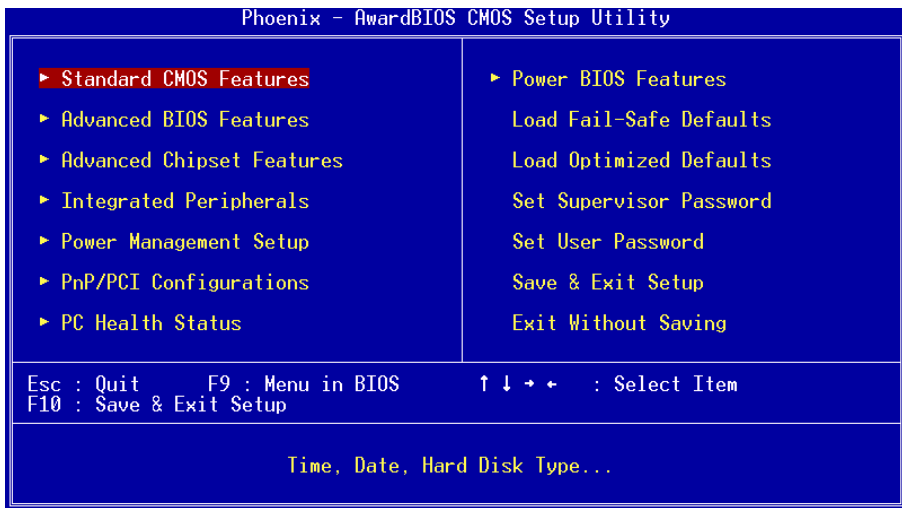 Phoenix - AwardBIOS CMOS Setup Utility
► Standard CMOS Features
► Advanced BIOS Features
► Advanced Chipset Features
► Integrated Peripherals
► Power Management Setup
► PnP/PCI Configurations
► PC Health Status
► Power BIOS Features
Load Fail-Safe Defaults
Load Optimized Defaults
Set Supervisor Password
Set User Password
Save & Exit Setup
Exit Without Saving
Esc : Quit F9 : Menu in BIOS ↑ ↓ → ← : Select Item
F10 : Save & Exit Setup
Time, Date, Hard Disk Type...